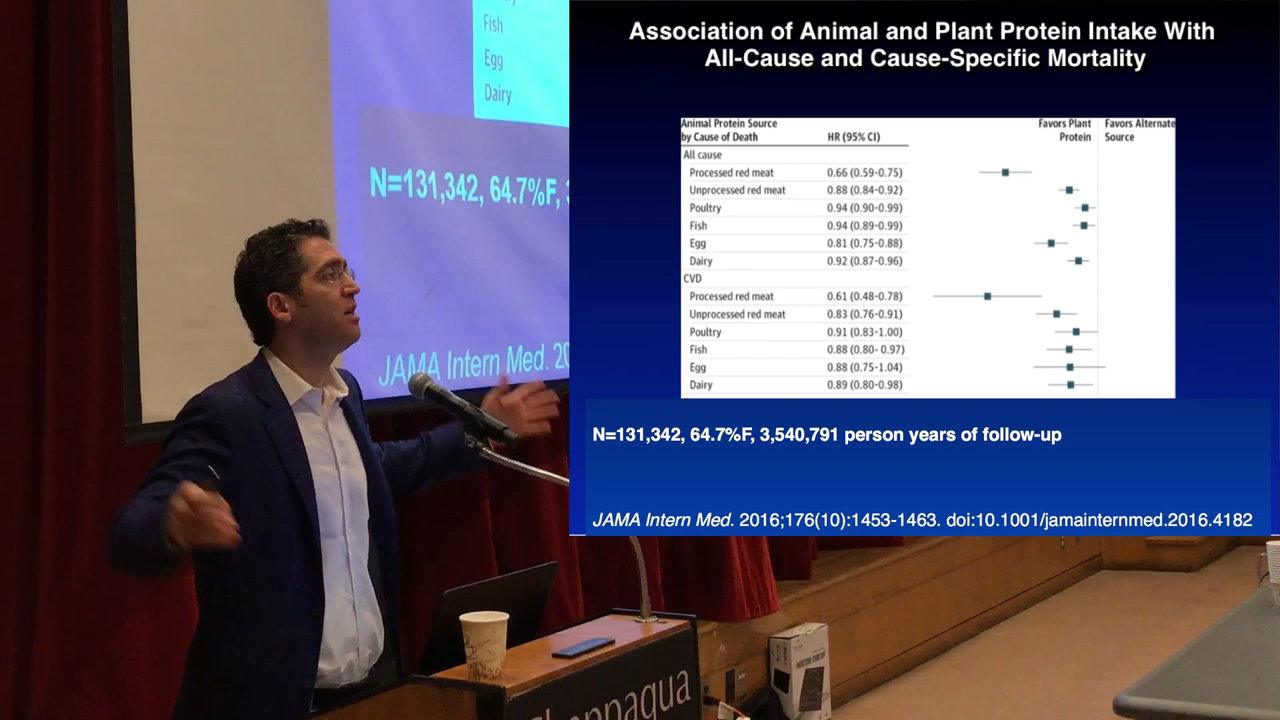 Fish
Egg
Dairy
N=131,342, 64.7%F,
JAMA Intern Med. 20
Association of Animal and Plant Protein Intake With
All-Cause and Cause-Specific Mortality
Animal Protein Source by Cause of Death HR (95% CI) Favors Plant Protein Favors Alternate Source
All cause
Processed red meat 0.66 (0.59-0.75)
Unprocessed red meat 0.88 (0.84-0.92)
Poultry 0.94 (0.90-0.99)
Fish 0.94 (0.89-0.99)
Egg 0.81 (0.75-0.88)
Dairy 0.92 (0.87-0.96)
CVD
Processed red meat 0.61 (0.48-0.78)
Unprocessed red meat 0.83 (0.76-0.91)
Poultry 0.91 (0.83-1.00)
Fish 0.88 (0.80- 0.97)
Egg 0.88 (0.75-1.04)
Dairy 0.89 (0.80-0.98)
N=131,342, 64.7%F, 3,540,791 person years of follow-up
JAMA Intern Med. 2016;176(10):1453-1463. doi:10.1001/jamainternmed.2016.4182
Chappaqua